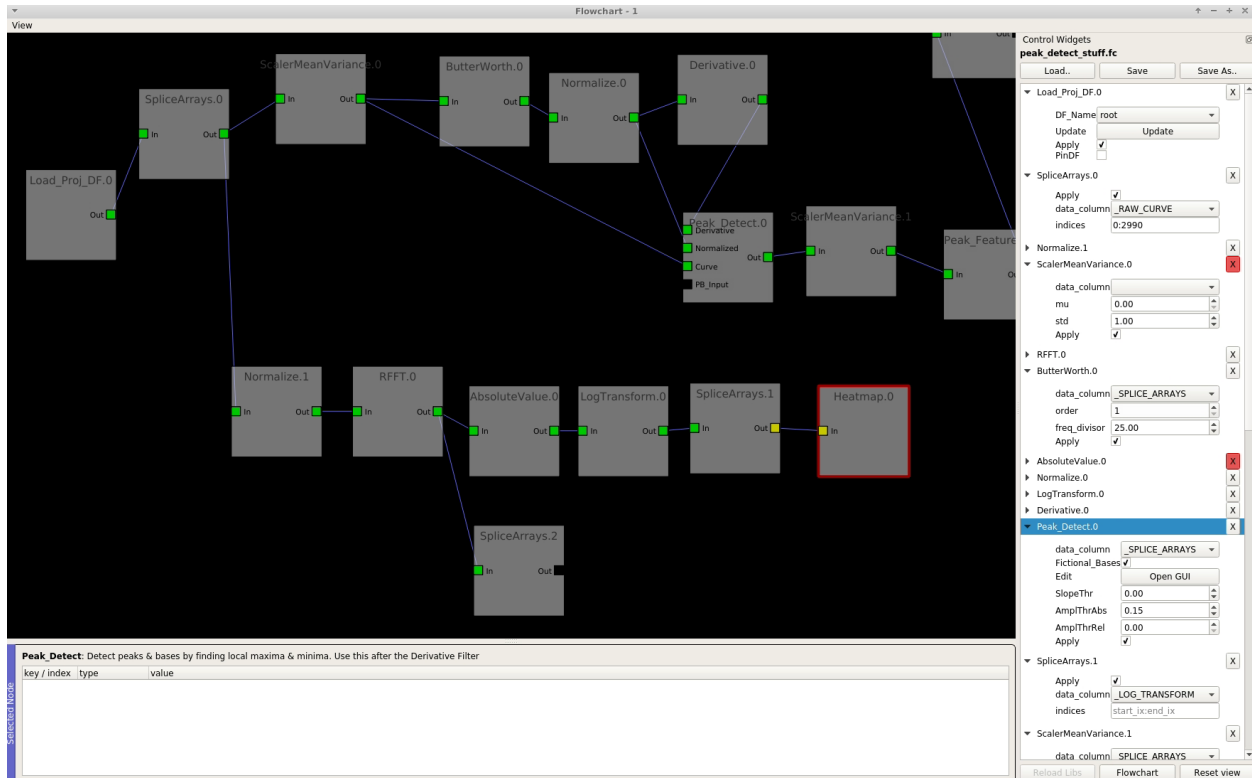 Flowchart - 1
View
In
Out
ScalerMeanVariance.0
In
Out
ButterWorth.0
In
Out
Normalize.0
In
Out
Derivative.0
In
Out
SpliceArrays.0
In
Out
Load_Proj_DF.0
Out
Peak_Detect.0
Derivative
Normalized
Curve
PB_Input
Out
ScalerMeanVariance.1
In
Out
Peak_Feature
In
O
Normalize.1
In
Out
RFFT.0
In
Out
AbsoluteValue.0
In
Out
LogTransform.0
In
Out
SpliceArrays.1
In
Out
Heatmap.0
In
SpliceArrays.2
In
Out
Selected Node
Peak_Detect: Detect peaks & bases by finding local maxima & minima. Use this after the Derivative Filter
key / index type value
Control Widgets
peak_detect_stuff.fc
Load.. Save Save As..
Load_Proj_DF.0 X
DF_Name root
Update Update
Apply
PinDF
SpliceArrays.0 X
Apply
data_column _RAW_CURVE
indices 0:2990
Normalize.1 X
ScalerMeanVariance.0 X
data_column
mu 0.00
std 1.00
Apply
RFFT.0 X
ButterWorth.0 X
data_column _SPLICE_ARRAYS
order 1
freq_divisor 25.00
Apply
AbsoluteValue.0 X
Normalize.0 X
LogTransform.0 X
Derivative.0 X
Peak_Detect.0 X
data_column _SPLICE_ARRAYS
Fictional_Bases
Edit Open GUI
SlopeThr 0.00
AmplThrAbs 0.15
AmplThrRel 0.00
Apply
SpliceArrays.1 X
Apply
data_column _LOG_TRANSFORM
indices start_ix:end_ix
ScalerMeanVariance.1 X
data_column SPLICE ARRAYS
Reload Libs Flowchart Reset view